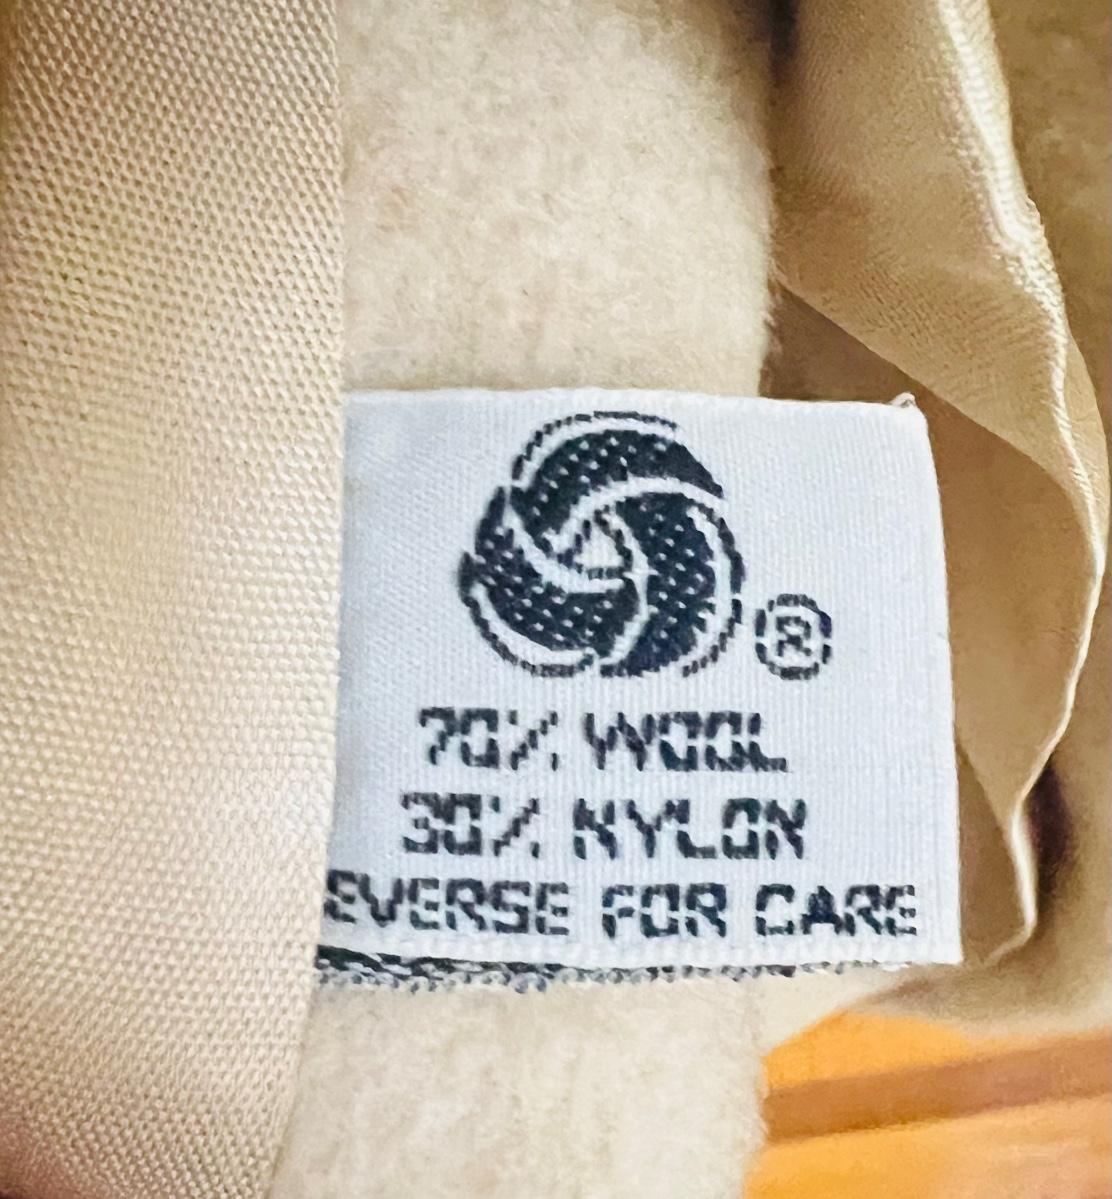 ®
70% WOOL
30% NYLON
EVERSE FOR CARE